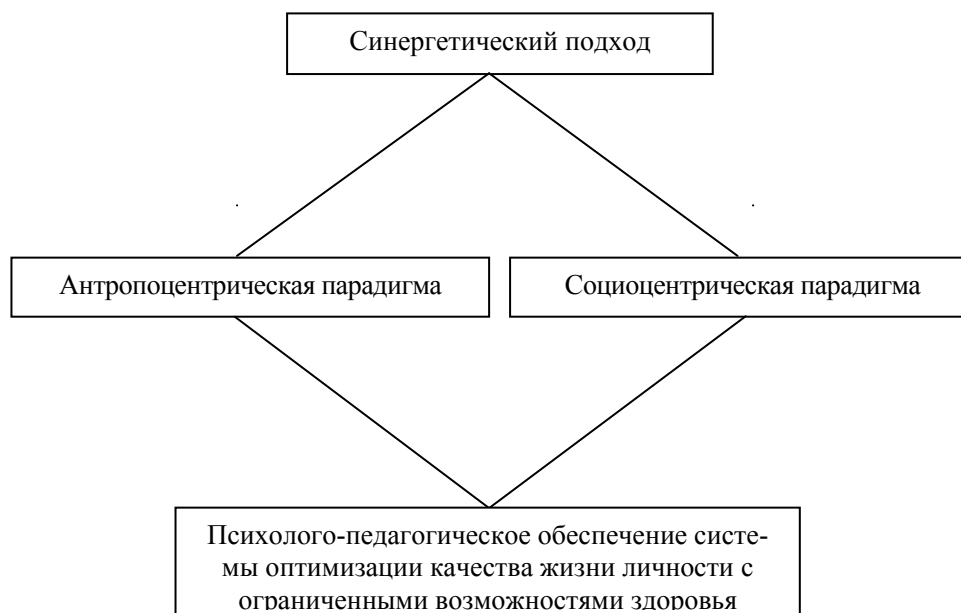 Синергетический подход
Антропоцентрическая парадигма
Социоцентрическая парадигма
Психолого-педагогическое обеспечение систе-
мы оптимизации качества жизни личности с
ограниченными возможностями здоровья